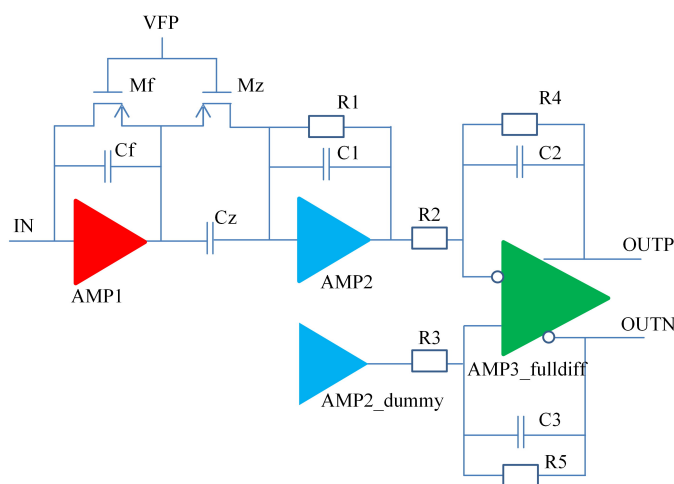 VFP
Mf
Mz
R1
R4
Cf
C1
C2
IN
Cz
R2
OUTP
AMP1
AMP2
OUTN
R3
AMP3_fulldiff
AMP2_dummy
C3
R5